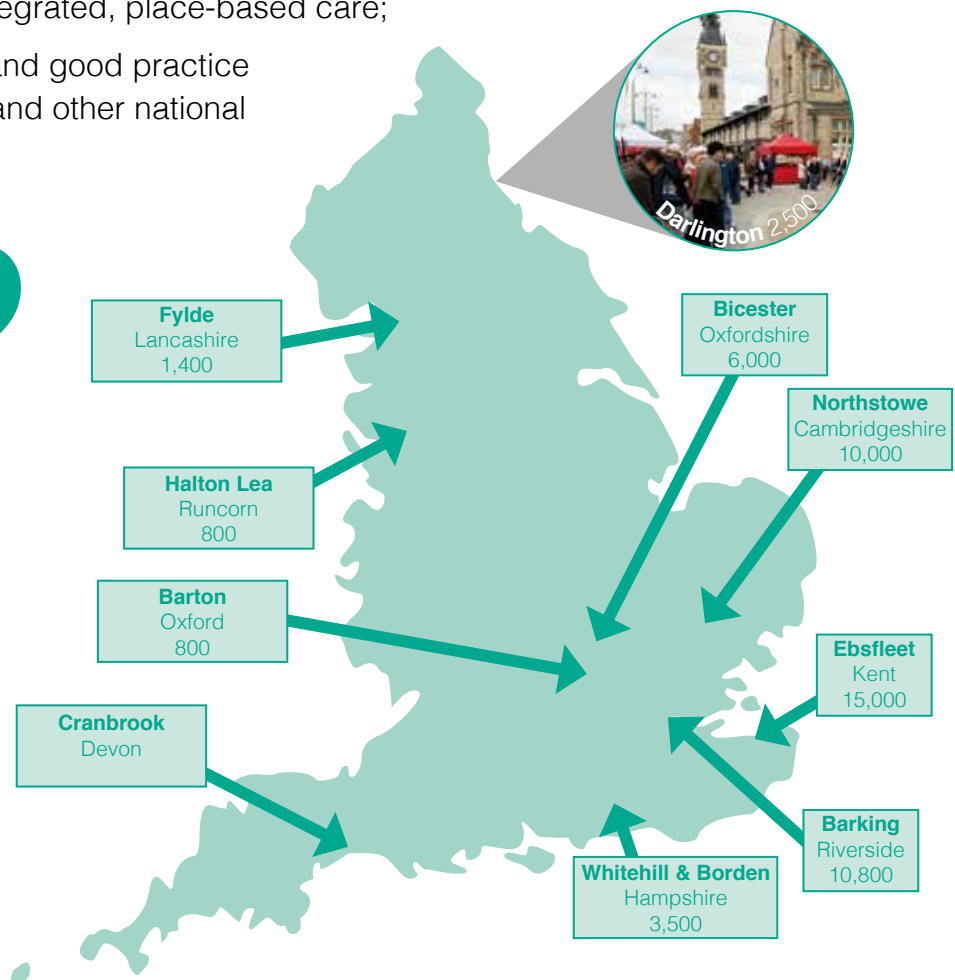 egrated, place-based care;
and good practice
and other national
Darlington 2,500
Fylde
Lancashire
1,400
Bicester
Oxfordshire
6,000
Northstowe
Cambridgeshire
10,000
Halton Lea
Runcorn
800
Barton
Oxford
800
Ebsfleet
Kent
15,000
Cranbrook
Devon
Barking
Riverside
10,800
Whitehill & Borden
Hampshire
3,500